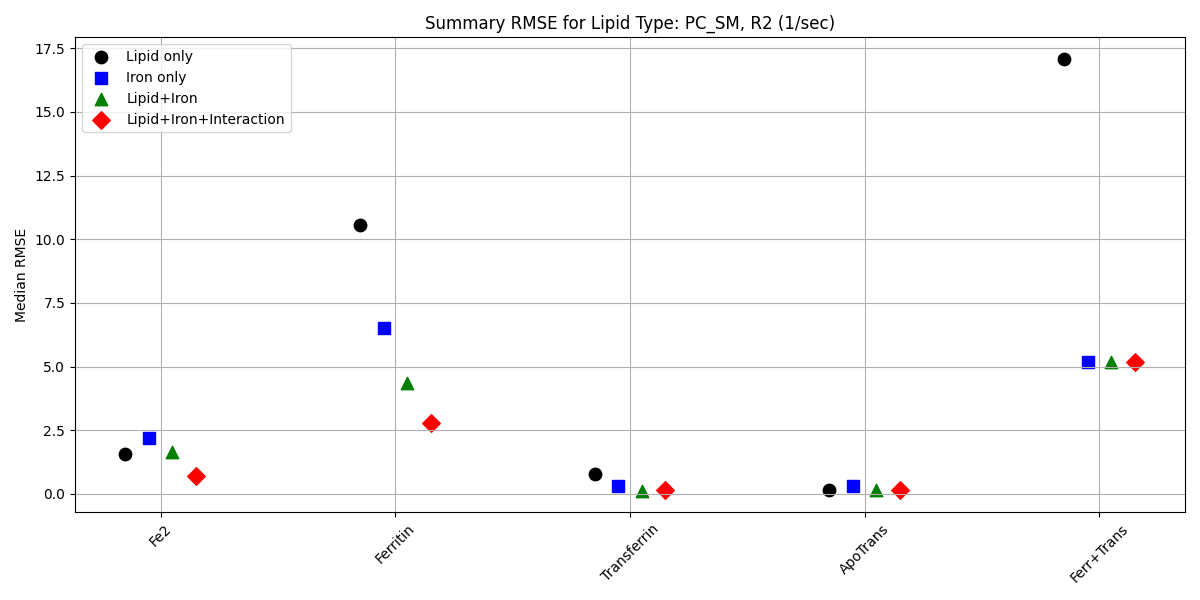 Summary RMSE for Lipid Type: PC_SM, R2 (1/sec)
Lipid only
Iron only
Lipid+Iron
Lipid+Iron+Interaction
Median RMSE
17.5
15.0
12.5
10.0
7.5
5.0
2.5
0.0
Fe2
Ferritin
Transferrin
ApoTrans
Ferr+Trans